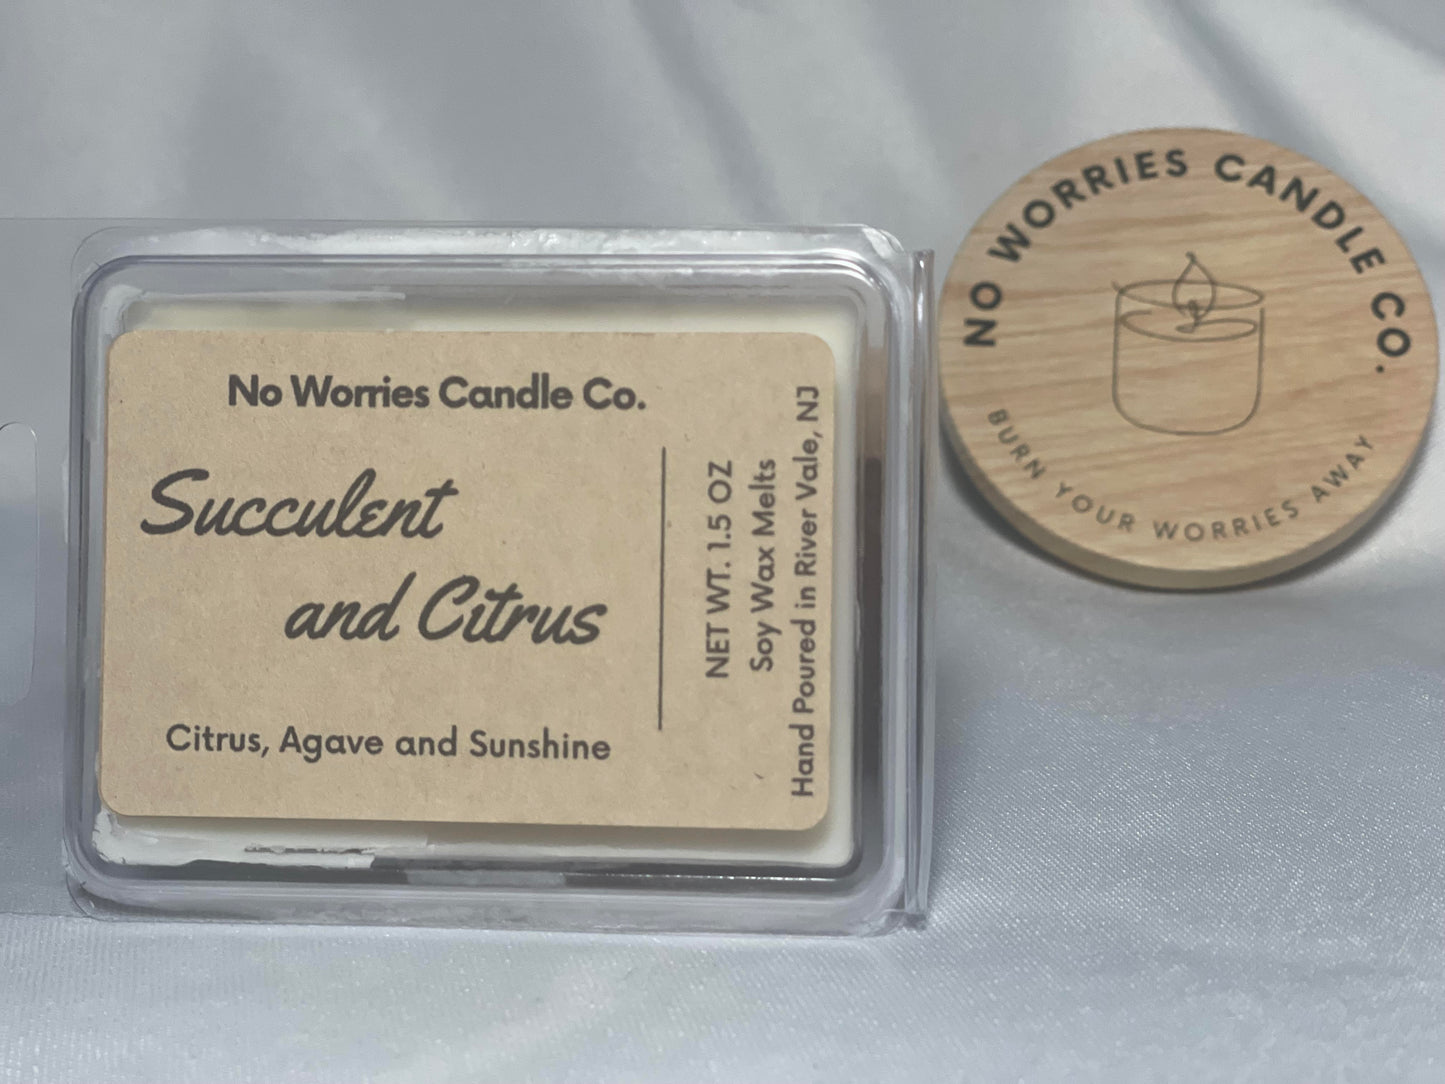 No Worries Candle Co.
Succulent
and Citrus
Citrus, Agave and Sunshine
NET WT. 1.5 OZ
Soy Wax Melts
Hand Poured in River Vale, NJ
NO WORRIES CANDLE CO.
BURN YOUR WORRIES AWAY